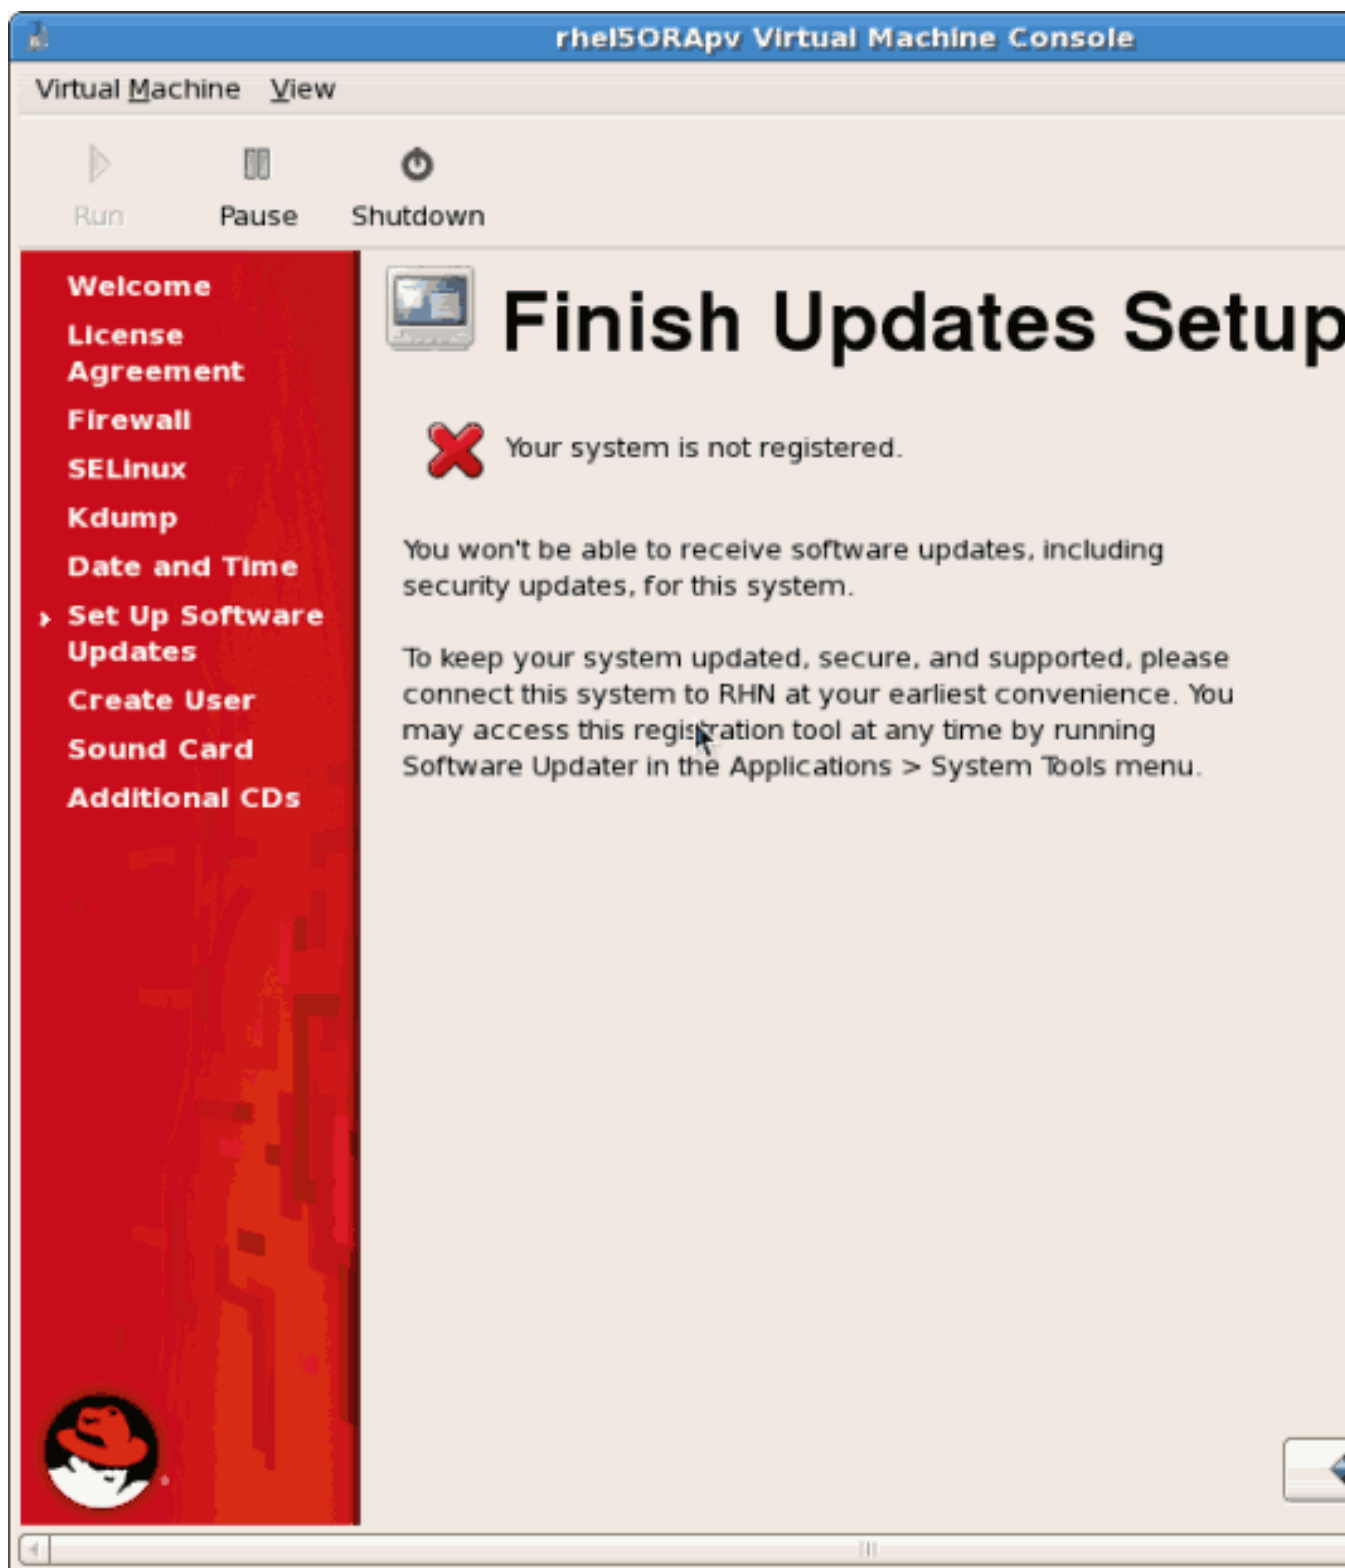 rhel5ORApv Virtual Machine Console
Virtual Machine View
Run Pause Shutdown
Welcome
License
Agreement
Firewall
SELinux
Kdump
Date and Time
Set Up Software
Updates
Create User
Sound Card
Additional CDs
Finish Updates Setup
Your system is not registered.
You won't be able to receive software updates, including
security updates, for this system.
To keep your system updated, secure, and supported, please
connect this system to RHN at your earliest convenience. You
may access this registration tool at any time by running
Software Updater in the Applications > System Tools menu.